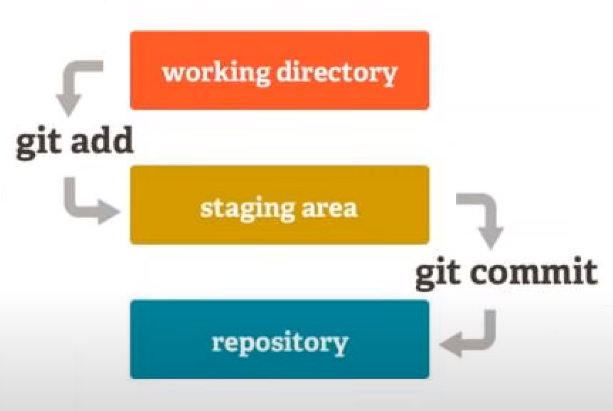 working directory
git add
staging area
git commit
repository